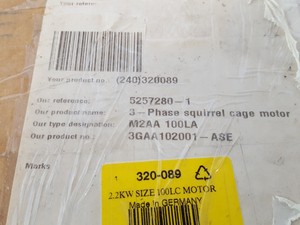 Your product no.: (240)320089
Our reference: 5257280-1
Our product name: 3-Phase squirrel cage motor
Our type designation: M2AA 100LA
Our product no.: 3GAA102001-ASE
Marks
320-089
2.2KW SIZE 100LC MOTOR
Made in GERMANY